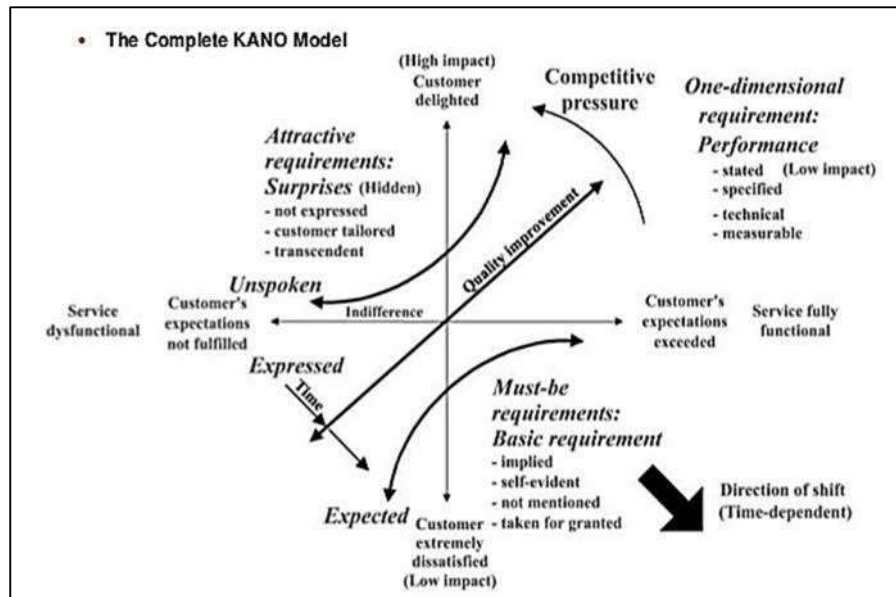 • The Complete KANO Model
(High impact)
Customer
delighted
Competitive
pressure
One-dimensional
requirement:
Performance
- stated (Low impact)
- specified
- technical
- measurable
Attractive
requirements:
Surprises (Hidden)
- not expressed
- customer tailored
- transcendent
Quality improvement
Unspoken
Service
dysfunctional
Customer's
expectations
not fulfilled
Indifference
Customer's
expectations
exceeded
Service fully
functional
Expressed
Time
Must-be
requirements:
Basic requirement
- implied
- self-evident
- not mentioned
- taken for granted
Expected
Customer
extremely
dissatisfied
(Low impact)
Direction of shift
(Time-dependent)